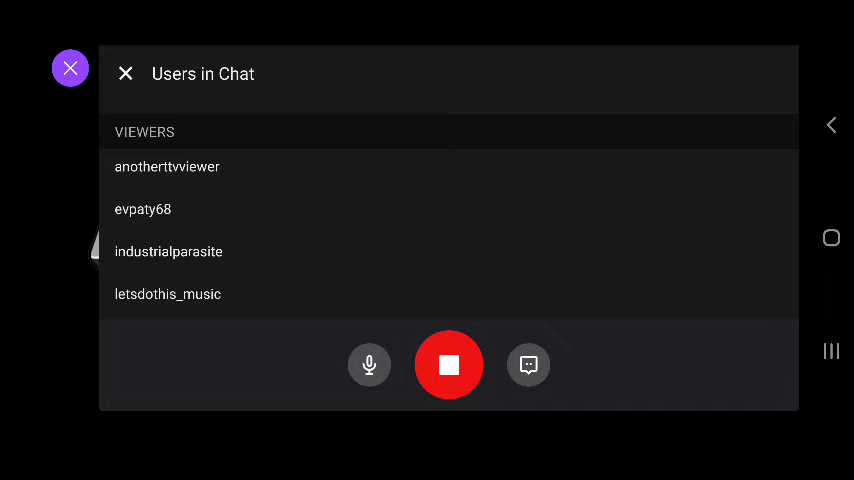 Users in Chat
VIEWERS
anotherttvviewer
evpaty68
industrialparasite
letsdothis_music